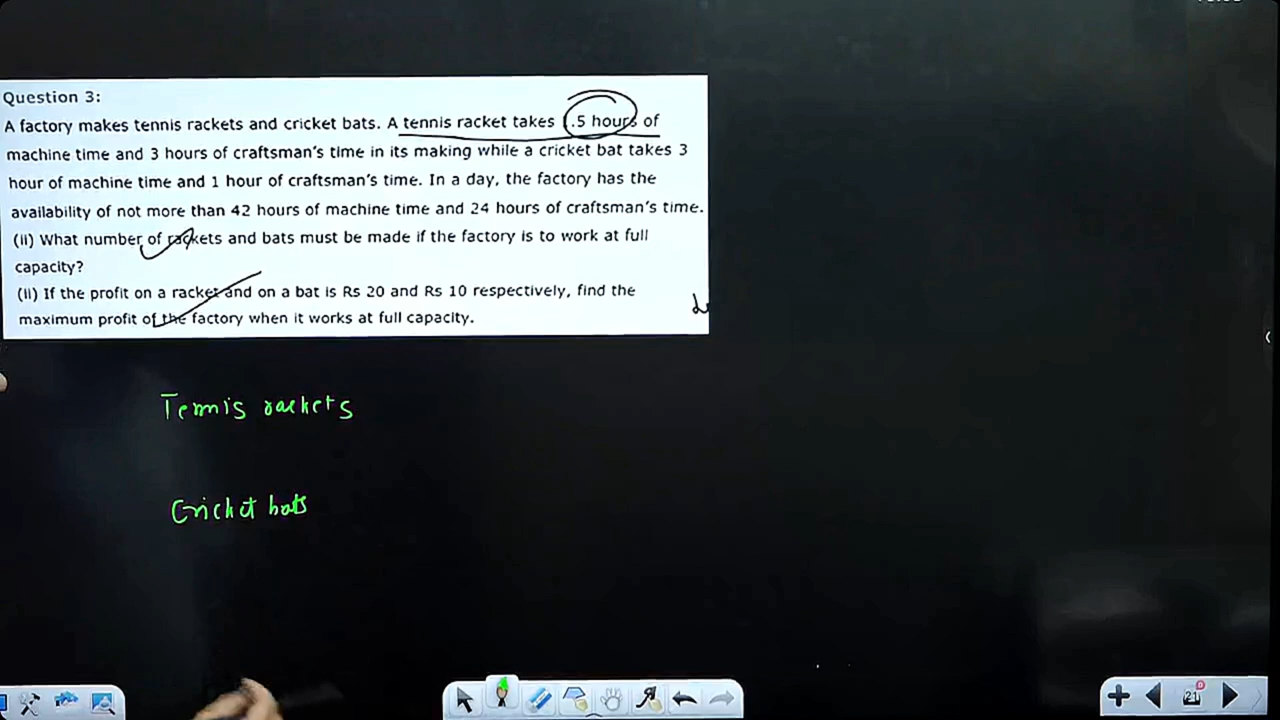 Question 3:
A factory makes tennis rackets and cricket bats. A tennis racket takes .5 hours of
machine time and 3 hours of craftsman's time in its making while a cricket bat takes 3
hour of machine time and 1 hour of craftsman's time. In a day, the factory has the
availability of not more than 42 hours of machine time and 24 hours of craftsman's time.
(ii) What number of rackets and bats must be made if the factory is to work at full
capacity?
(ii) If the profit on a racket and on a bat is Rs 20 and Rs 10 respectively, find the
maximum profit of the factory when it works at full capacity.
Tennis rackets
Cricket bats
21